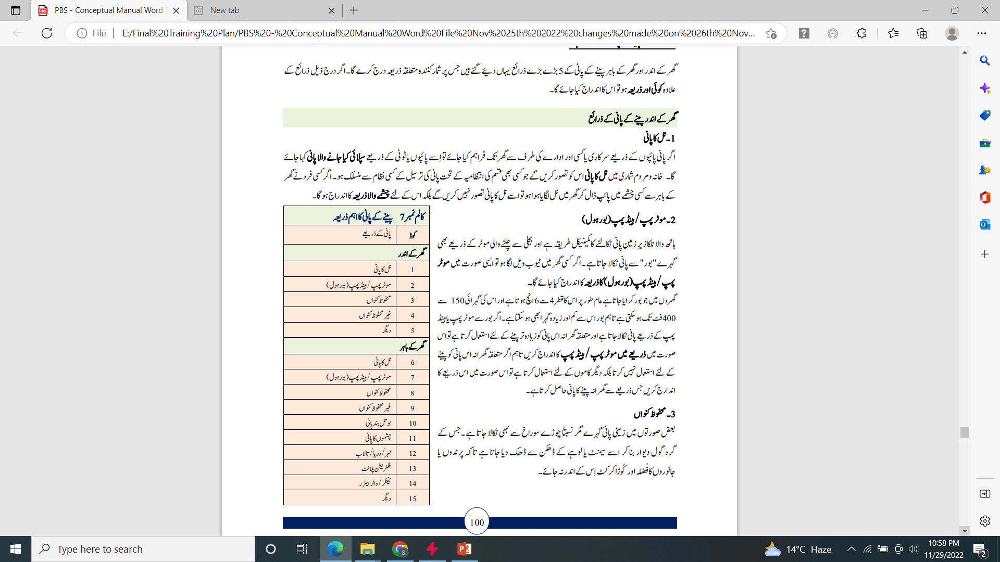 PBS - Conceptual Manual Word
New tab
File
E:/Final%20Training%20Plan/PBS%20-%20Conceptual%20Manual%20Word%20File%20Nov%2025th%202022%20changes%20made%20on%2026th%20Nov...
گھر کے اندر اور گھر کے باہر پینے کے پانی کے 5 بڑے بڑے ذرائع یہاں دیئے گئے ہیں جس پر شمار کنندہ متعلقہ ذریعہ درج کرے گا۔ اگر درج ذیل ذرائع کے
علاوہ کوئی اور ذریعہ ہو تو اس کا اندراج کیا جائے گا۔
گھر کے اندر پینے کے پانی کے ذرائع
1۔ نل کا پانی
اگر پانی پائپوں کے ذریعے سرکاری یا کسی اور ادارے کی طرف سے گھر تک فراہم کیا جائے تو اِسے پائپوں یا ٹوٹی کے ذریعے سپلائی کیا جانے والا پانی کہا جائے
گا۔ خانہ و مردم شماری میں نل کا پانی اس کو تصور کریں گے جو کسی بھی قسم کی انتظامیہ کے تحت پانی کی ترسیل کے کسی نظام سے منسلک ہو۔ اگر کسی فرد نے گھر
کے باہر سے کسی چشمے میں پائپ ڈال کر گھر میں نل لگایا ہوا ہو تو اسے نل کا پانی تصور نہیں کریں گے بلکہ اس کے لئے چشمے والا ذریعہ کا اندراج ہو گا۔
2۔ موٹر پمپ / ہینڈ پمپ (بور ہول)
ہاتھ والا نلکا زیرِ زمین پانی نکالنے کا مکینیکل طریقہ ہے اور بجلی سے چلنے والی موٹر کے ذریعے بھی
گہرے "بور" سے پانی نکالا جاتا ہے۔ اگر کسی گھر میں ٹیوب ویل لگا ہو تو ایسی صورت میں موٹر
پمپ / ہینڈ پمپ (بور ہول) کا ذریعہ کا اندراج کیا جائے گا۔
گھروں میں جو بور کرایا جاتا ہے عام طور پر اس کا قطر 4 سے 6 انچ ہوتا ہے اور اس کی گہرائی 150 سے
400 فٹ تک ہو سکتی ہے تاہم بور اس سے کم اور زیادہ گہرا بھی ہو سکتا ہے۔ اگر بور سے موٹر پمپ یا ہینڈ
پمپ کے ذریعے پانی نکالا جاتا ہے اور متعلقہ گھرانہ اس پانی کو زیادہ تر پینے کے لئے استعمال کرتا ہے تو اس
صورت میں ذریعے میں موٹر پمپ / ہینڈ پمپ کا اندراج کریں تاہم اگر متعلقہ گھرانہ اس پانی کو پینے
کے لئے استعمال نہیں کرتا بلکہ دیگر کاموں کے لئے استعمال کرتا ہے تو اس صورت میں اس ذریعے کا
اندارج کریں جس ذریعے سے گھرانہ پینے کا پانی حاصل کرتا ہے۔
3۔ محفوظ کنواں
بعض صورتوں میں زمینی پانی گہرے مگر نسبتاً چوڑے سوراخ سے بھی نکالا جاتا ہے۔ جس کے
گرد گول دیوار بنا کر اسے سیمنٹ یا لوہے کے ڈھکن سے ڈھک دیا جاتا ہے تاکہ پرندوں یا
جانوروں کا فُضلہ اور کُوڑا کرکٹ اِس کے اندر نہ جائے۔
کالم نمبر 7 پینے کے پانی کا اہم ذریعہ
کوڈ پانی کے ذریعے
گھر کے اندر
1 نل کا پانی
2 موٹر پمپ / ہینڈ پمپ (بور ہول)
3 محفوظ کنواں
4 غیر محفوظ کنواں
5 دیگر
گھر کے باہر
6 نل کا پانی
7 موٹر پمپ / ہینڈ پمپ (بور ہول)
8 محفوظ کنواں
9 غیر محفوظ کنواں
10 بوتل بند پانی
11 چشموں کا پانی
12 نہر / دریا / تالاب
13 فلٹریشن پلانٹ
14 ٹینکر / واٹر بیئرر
15 دیگر
100
Type here to search
14°C Haze
10:58 PM
11/29/2022
2